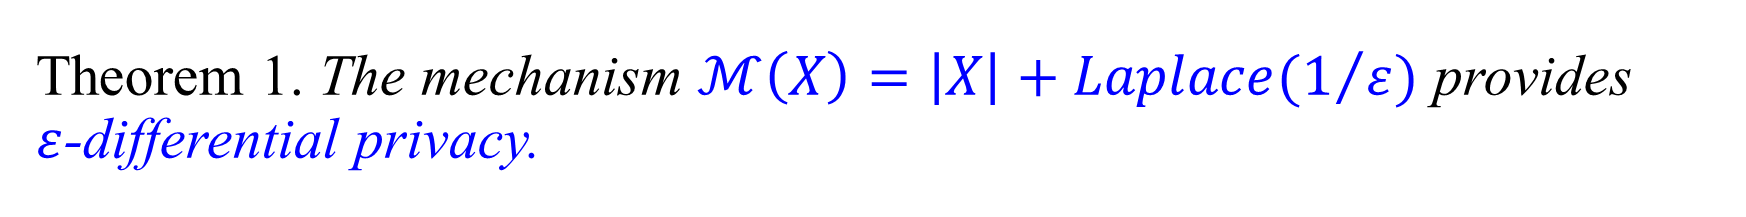 Theorem 1. The mechanism ℳ(X) = |X| + Laplace(1/ε) provides
ε-differential privacy.